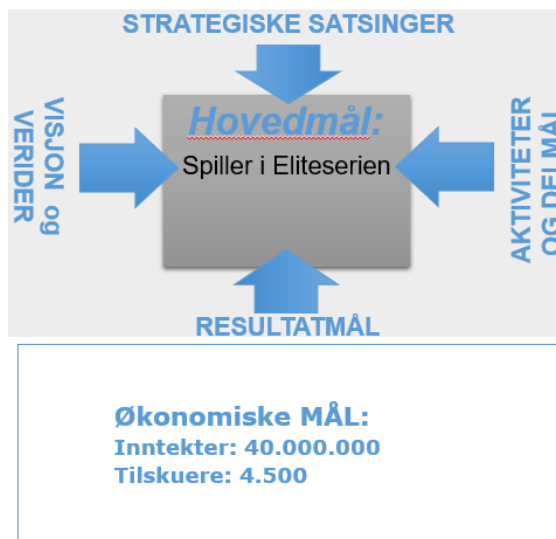 STRATEGISKE SATSINGER
VISJON og
VERIDER
Hovedmål:
Spiller i Eliteserien
AKTIVITETER
OG DELMÅL
RESULTATMÅL
Økonomiske MÅL:
Inntekter: 40.000.000
Tilskuere: 4.500